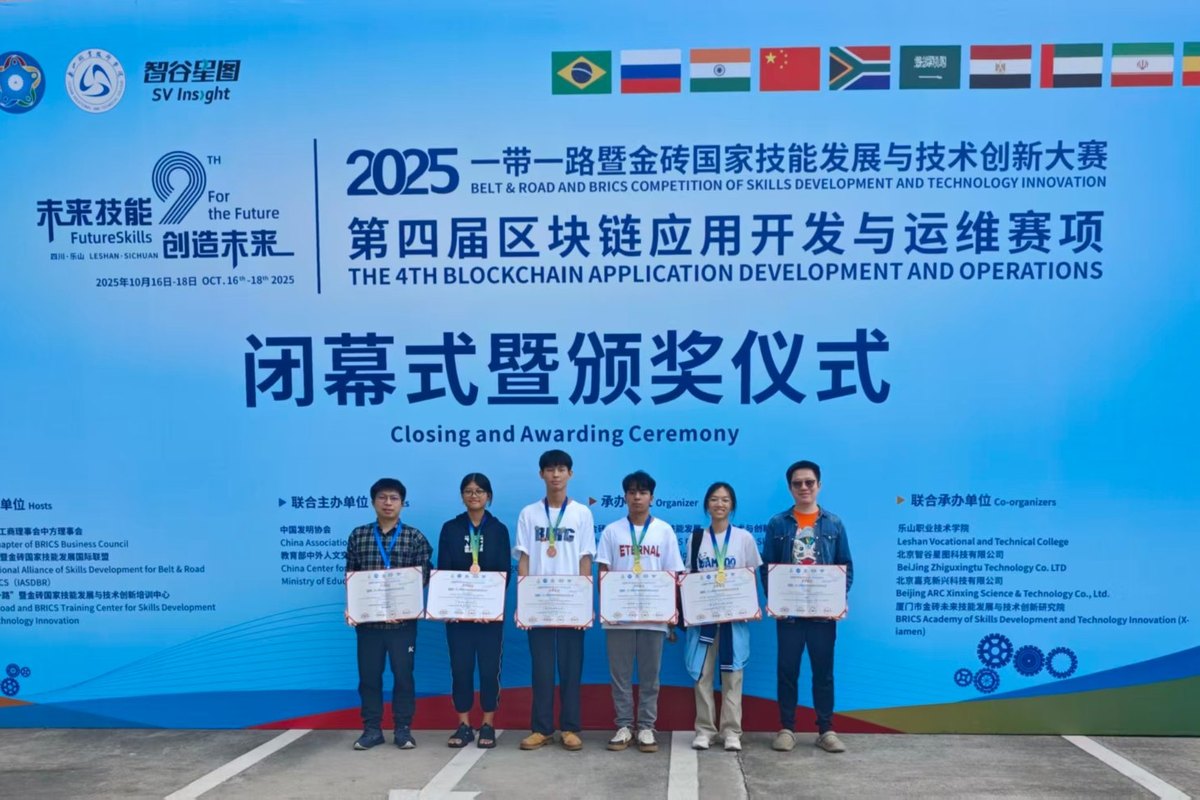 智谷星图
SV Insight
未来技能
FutureSkills
9TH
For
the Future
创造未来
四川·乐山 LESHAN·SICHUAN
2025年10月16日-18日 OCT.16th-18th 2025
2025 一带一路暨金砖国家技能发展与技术创新大赛
BELT & ROAD AND BRICS COMPETITION OF SKILLS DEVELOPMENT AND TECHNOLOGY INNOVATION
第四届区块链应用开发与运维赛项
THE 4TH BLOCKCHAIN APPLICATION DEVELOPMENT AND OPERATIONS
闭幕式暨颁奖仪式
Closing and Awarding Ceremony
单位 Hosts
工商理事会中方理事会
hapter of BRICS Business Council
暨金砖国家技能发展国际联盟
ional Alliance of Skills Development for Belt & Road
CS (IASDBR)
路”暨金砖国家技能发展与技术创新培训中心
oad and BRICS Training Center for Skills Development
chnology Innovation
联合主办单位
中国发明协会
China Association
教育部中外人文交
China Center fo
Ministry of Educ
承办
Organizer
ETERNAL
联合承办单位 Co-organizers
乐山职业技术学院
Leshan Vocational and Technical College
北京智谷星图科技有限公司
BeiJing Zhiguxingtu Technology Co. LTD
北京嘉克新兴科技有限公司
Beijing ARC Xinxing Science & Technology Co., Ltd.
厦门市金砖未来技能发展与技术创新研究院
BRICS Academy of Skills Development and Technology Innovation (X-
iamen)